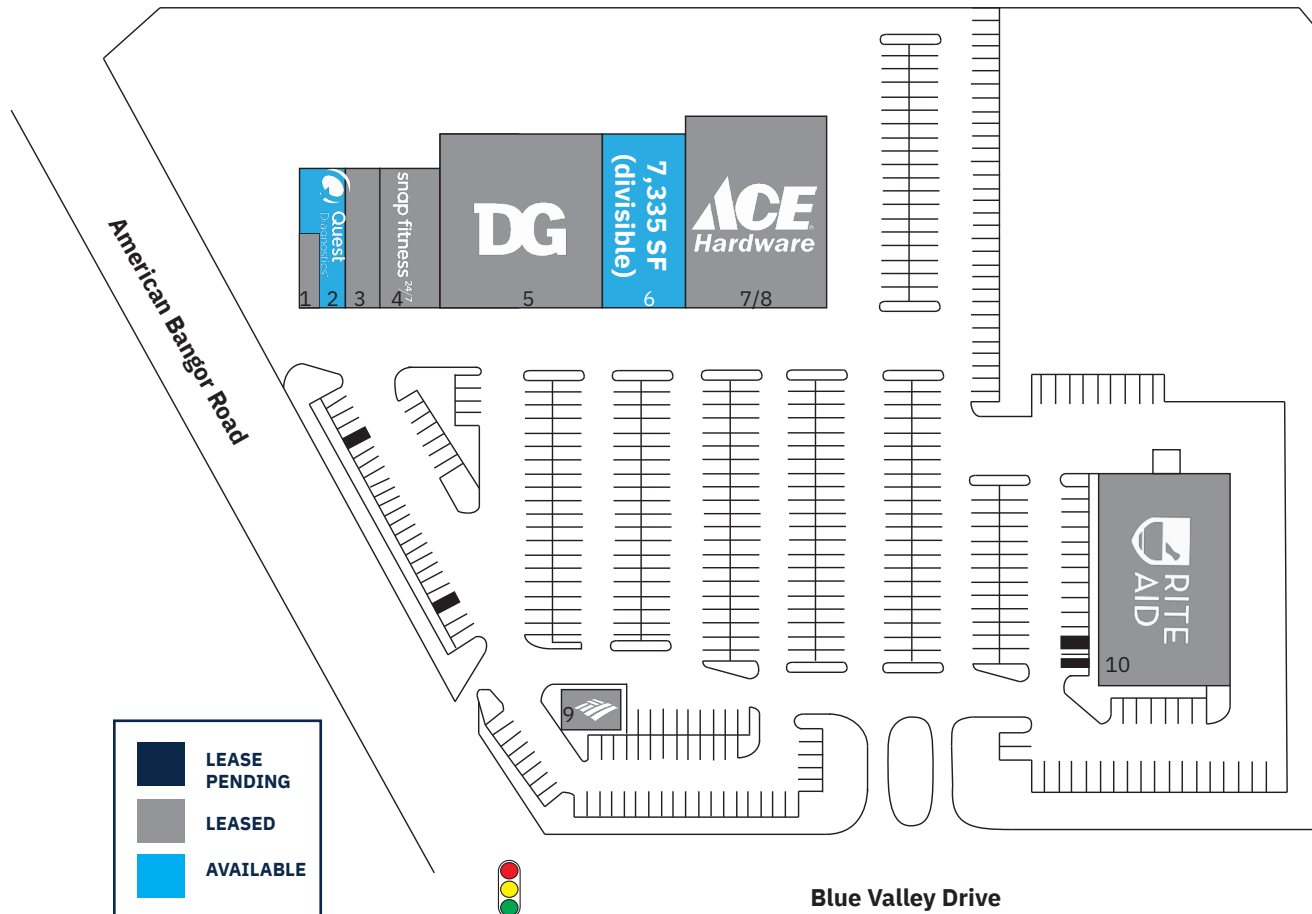 American Bangor Road
Quest
Diagnostics
snap fitness 24/7
DG
7,335 SF
(divisible)
ACE
Hardware
1
2
3
4
5
6
7/8
RITE
AID
10
9
LEASE
PENDING
LEASED
AVAILABLE
Blue Valley Drive